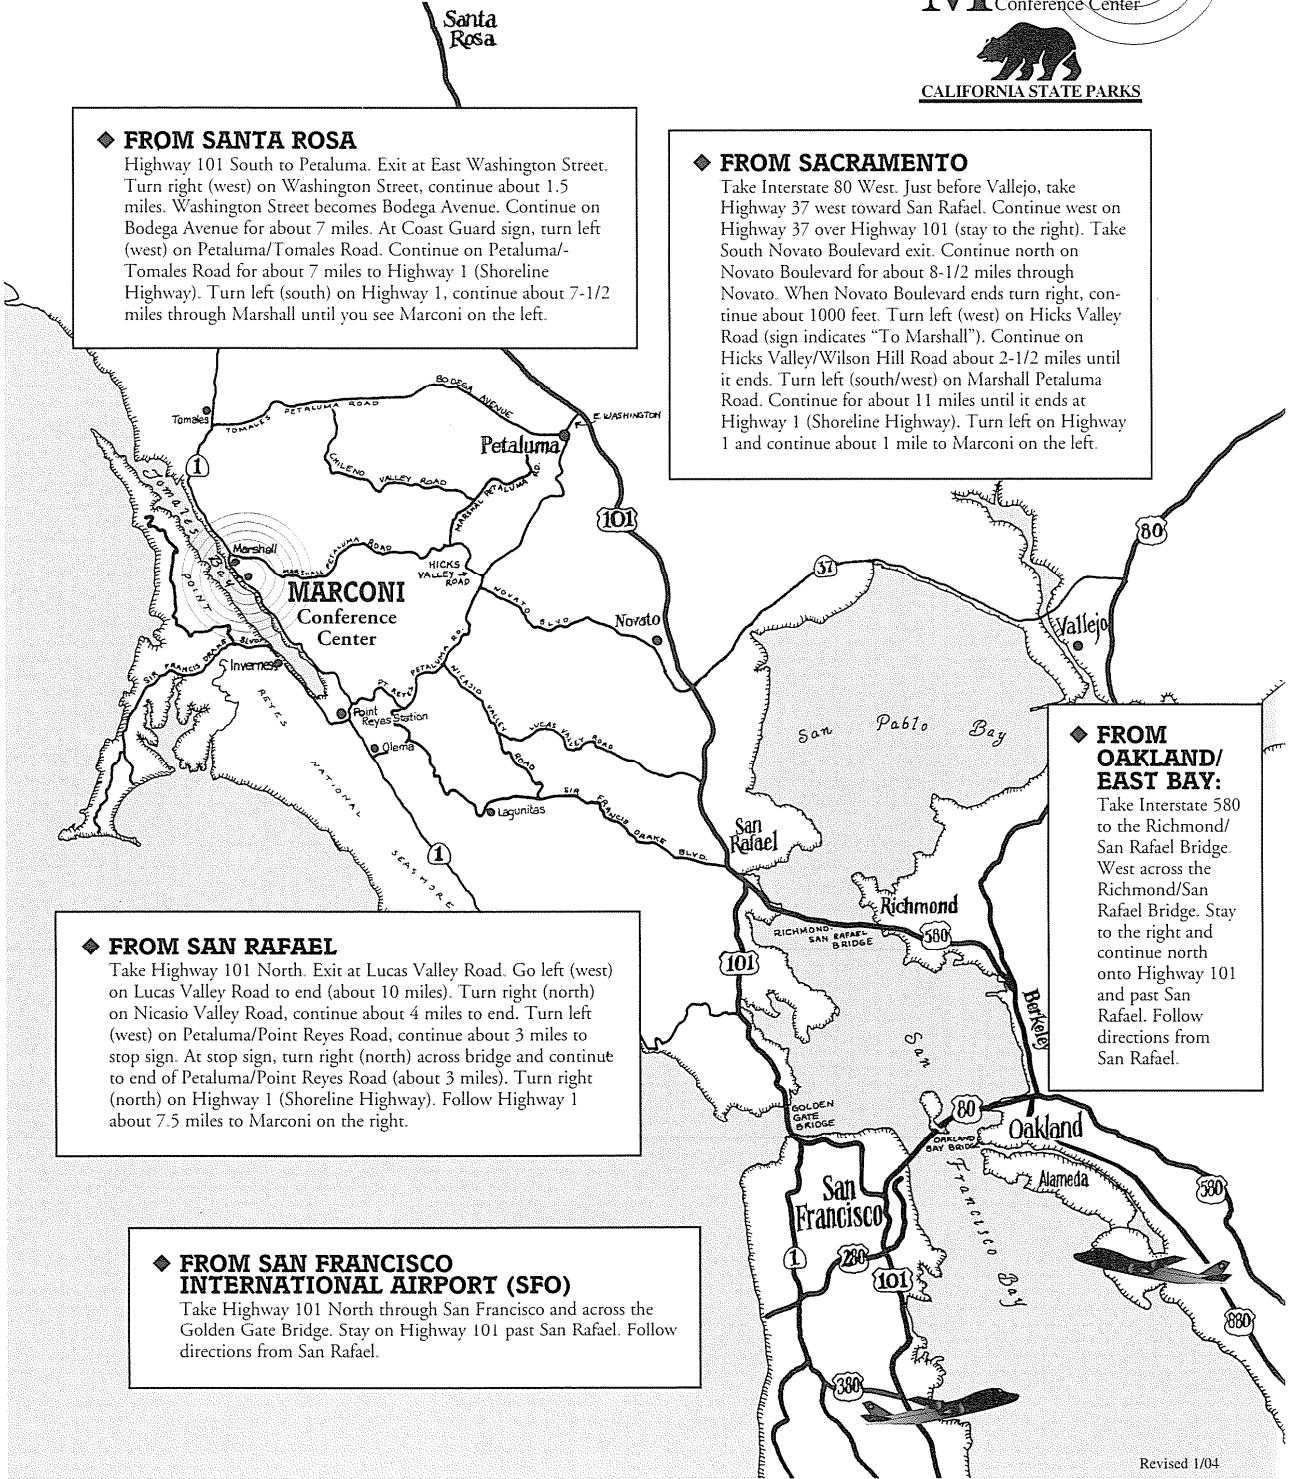 Conference Center
CALIFORNIA STATE PARKS
Santa
Rosa
FROM SANTA ROSA
Highway 101 South to Petaluma. Exit at East Washington Street.
Turn right (west) on Washington Street, continue about 1.5
miles. Washington Street becomes Bodega Avenue. Continue on
Bodega Avenue for about 7 miles. At Coast Guard sign, turn left
(west) on Petaluma/Tomales Road. Continue on Petaluma/-
Tomales Road for about 7 miles to Highway 1 (Shoreline
Highway). Turn left (south) on Highway 1, continue about 7-1/2
miles through Marshall until you see Marconi on the left.
FROM SACRAMENTO
Take Interstate 80 West. Just before Vallejo, take
Highway 37 west toward San Rafael. Continue west on
Highway 37 over Highway 101 (stay to the right). Take
South Novato Boulevard exit. Continue north on
Novato Boulevard for about 8-1/2 miles through
Novato. When Novato Boulevard ends turn right, con-
tinue about 1000 feet. Turn left (west) on Hicks Valley
Road (sign indicates “To Marshall”). Continue on
Hicks Valley/Wilson Hill Road about 2-1/2 miles until
it ends. Turn left (south/west) on Marshall Petaluma
Road. Continue for about 11 miles until it ends at
Highway 1 (Shoreline Highway). Turn left on Highway
1 and continue about 1 mile to Marconi on the left.
BODEGA AVENUE
TOMALES PETALUMA ROAD
Tomales
E. WASHINGTON
Petaluma
1
CHILENO VALLEY ROAD
MARSHAL PETALUMA RD.
Tomales Bay
101
80
Marshall
MARSHALL PETALUMA ROAD
HICKS
VALLEY
ROAD
37
MARCONI
Conference
Center
NOVATO BLVD
Novato
Vallejo
POINT REYES NATIONAL SEASHORE
SIR FRANCIS DRAKE BLVD.
Inverness
PT. REYES PETALUMA RD.
NICASIO VALLEY ROAD
LUCAS VALLEY ROAD
Point
Reyes Station
Olema
Lagunitas
SIR FRANCIS DRAKE BLVD.
San Pablo Bay
1
San
Rafael
FROM
OAKLAND/
EAST BAY:
Take Interstate 580
to the Richmond/
San Rafael Bridge.
West across the
Richmond/San
Rafael Bridge. Stay
to the right and
continue north
onto Highway 101
and past San
Rafael. Follow
directions from
San Rafael.
Richmond
RICHMOND-
SAN RAFAEL
BRIDGE
580
101
Berkeley
FROM SAN RAFAEL
Take Highway 101 North. Exit at Lucas Valley Road. Go left (west)
on Lucas Valley Road to end (about 10 miles). Turn right (north)
on Nicasio Valley Road, continue about 4 miles to end. Turn left
(west) on Petaluma/Point Reyes Road, continue about 3 miles to
stop sign. At stop sign, turn right (north) across bridge and continue
to end of Petaluma/Point Reyes Road (about 3 miles). Turn right
(north) on Highway 1 (Shoreline Highway). Follow Highway 1
about 7.5 miles to Marconi on the right.
GOLDEN
GATE
BRIDGE
80
OAKLAND
BAY BRIDGE
Oakland
Alameda
San Francisco Bay
580
San
Francisco
1
280
101
880
380
FROM SAN FRANCISCO
INTERNATIONAL AIRPORT (SFO)
Take Highway 101 North through San Francisco and across the
Golden Gate Bridge. Stay on Highway 101 past San Rafael. Follow
directions from San Rafael.
Revised 1/04